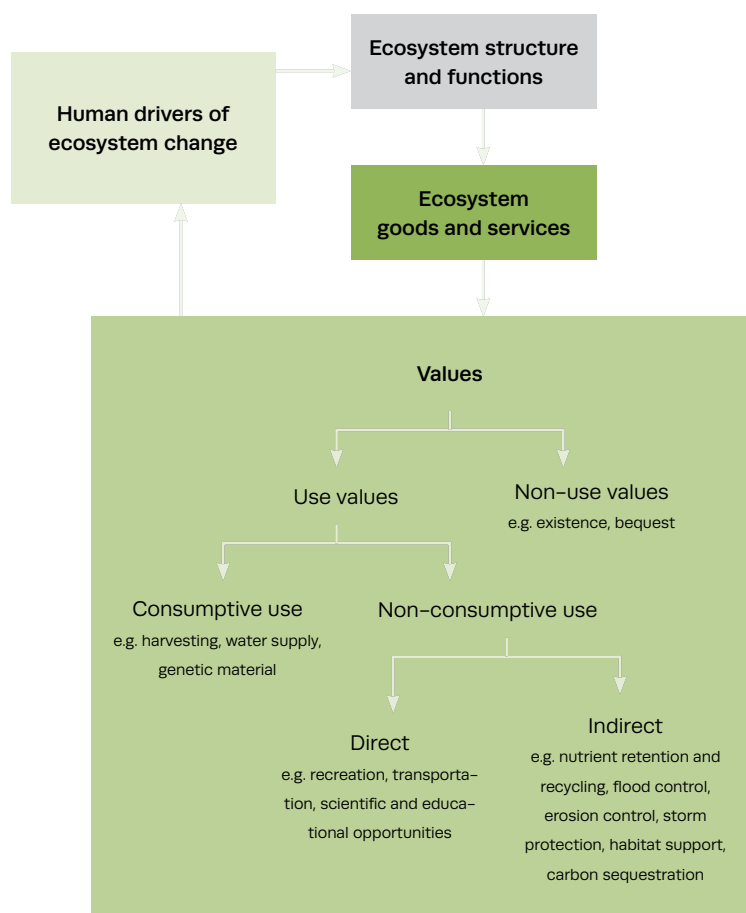 Ecosystem structure
and functions
Human drivers of
ecosystem change
Ecosystem
goods and services
Values
Use values
Non-use values
e.g. existence, bequest
Consumptive use
e.g. harvesting, water supply,
genetic material
Non-consumptive use
Direct
e.g. recreation, transporta-
tion, scientific and educa-
tional opportunities
Indirect
e.g. nutrient retention and
recycling, flood control,
erosion control, storm
protection, habitat support,
carbon sequestration